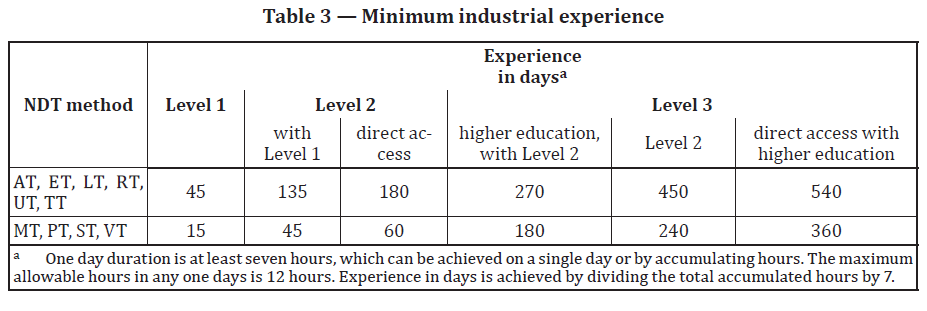 Table 3 — Minimum industrial experience
Experience
in daysᵃ
NDT method Level 1 Level 2 Level 3
with Level 1 direct ac-cess higher education, with Level 2 Level 2 direct access with higher education
AT, ET, LT, RT,
UT, TT 45 135 180 270 450 540
MT, PT, ST, VT 15 45 60 180 240 360
ᵃ One day duration is at least seven hours, which can be achieved on a single day or by accumulating hours. The maximum
allowable hours in any one days is 12 hours. Experience in days is achieved by dividing the total accumulated hours by 7.